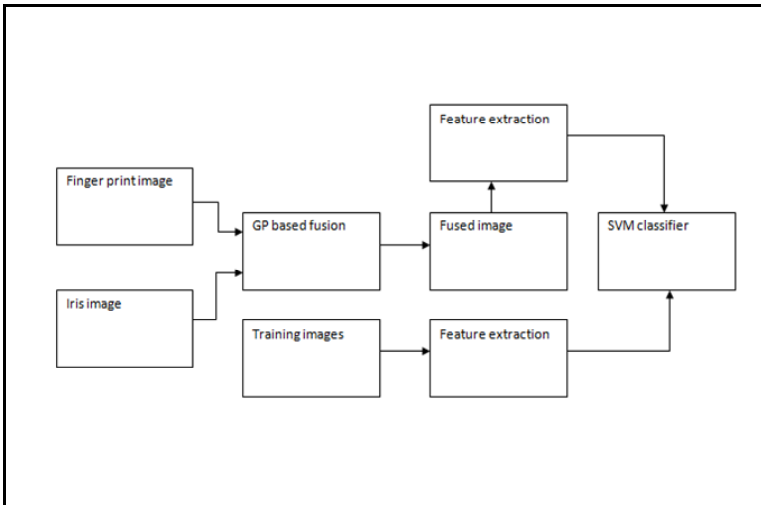 Feature extraction
Finger print image
GP based fusion
Fused image
SVM classifier
Iris image
Training images
Feature extraction